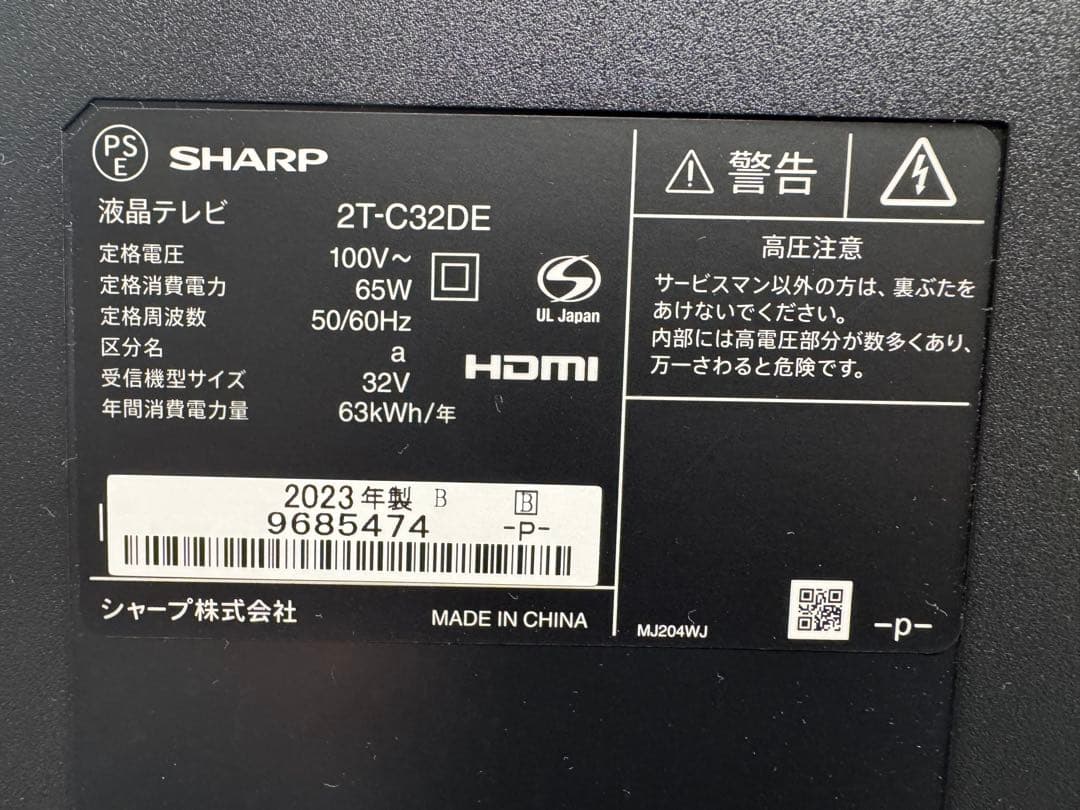 PS
E
SHARP
液晶テレビ 2T-C32DE
定格電圧 100V~
定格消費電力 65W
定格周波数 50/60Hz
区分名 a
受信機型サイズ 32V
年間消費電力量 63kWh/年
UL Japan
HDMI
2023年製 B B
9685474 -P-
シャープ株式会社 MADE IN CHINA
警告
高圧注意
サービスマン以外の方は、裏ぶたを
あけないでください。
内部には高電圧部分が数多くあり、
万一さわると危険です。
MJ204WJ -p-